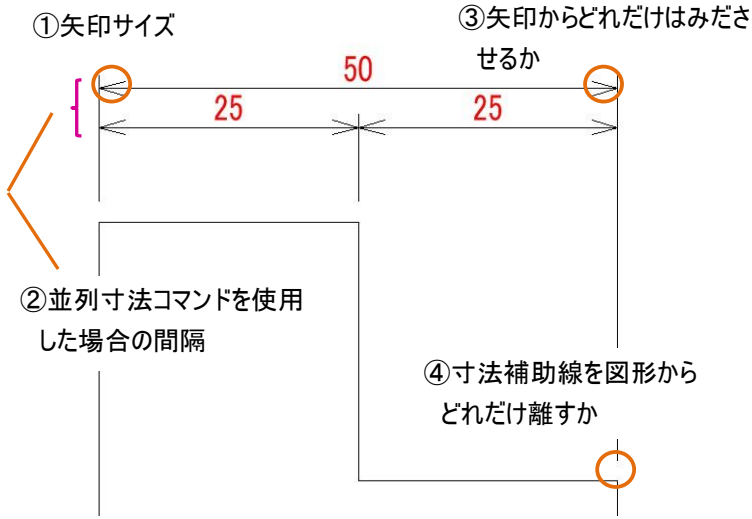 ①矢印サイズ
③矢印からどれだけはみださ
せるか
50
25
25
②並列寸法コマンドを使用
した場合の間隔
④寸法補助線を図形から
どれだけ離すか